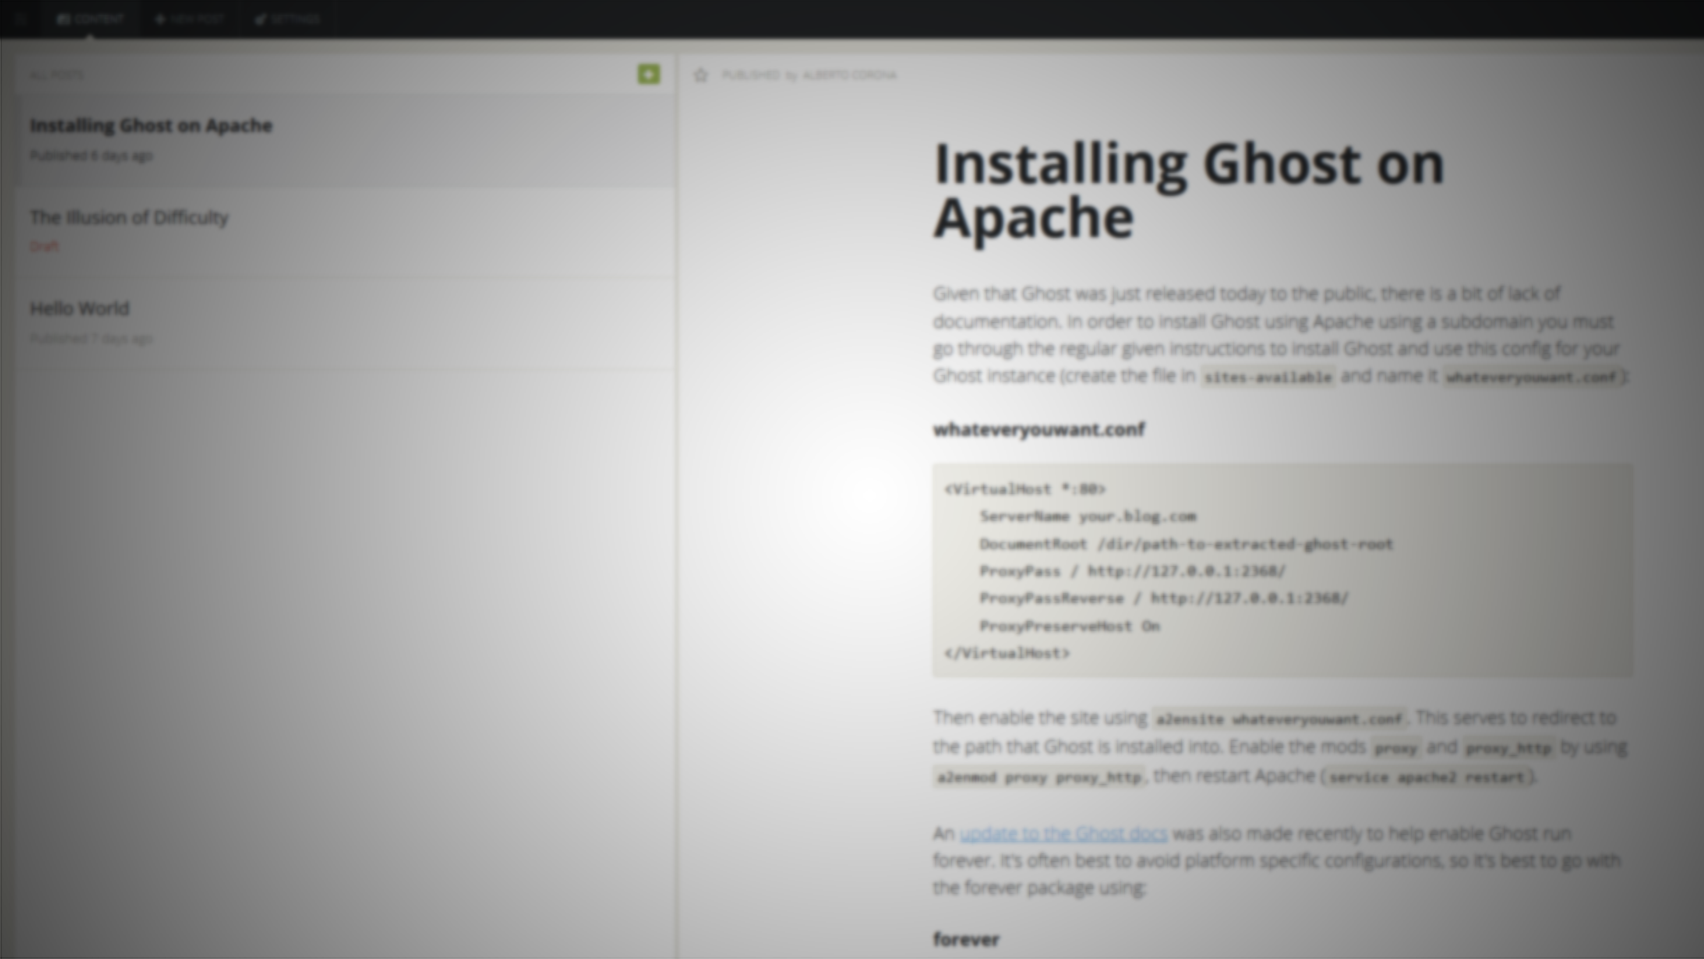 CONTENT
NEW POST
SETTINGS
ALL POSTS
Installing Ghost on Apache
Published 6 days ago
The Illusion of Difficulty
Draft
Hello World
Published 7 days ago
PUBLISHED by ALBERTO CORONA
Installing Ghost on
Apache
Given that Ghost was just released today to the public, there is a bit of lack of
documentation. In order to install Ghost using Apache using a subdomain you must
go through the regular given instructions to install Ghost and use this config for your
Ghost instance (create the file in sites-available and name it whateveryouwant.conf):
whateveryouwant.conf
<VirtualHost *:80>
ServerName your.blog.com
DocumentRoot /dir/path-to-extracted-ghost-root
ProxyPass / http://127.0.0.1:2368/
ProxyPassReverse / http://127.0.0.1:2368/
ProxyPreserveHost On
</VirtualHost>
Then enable the site using a2ensite whateveryouwant.conf. This serves to redirect to
the path that Ghost is installed into. Enable the mods proxy and proxy_http by using
a2enmod proxy proxy_http, then restart Apache (service apache2 restart).
An update to the Ghost docs was also made recently to help enable Ghost run
forever. It's often best to avoid platform specific configurations, so it's best to go with
the forever package using:
forever